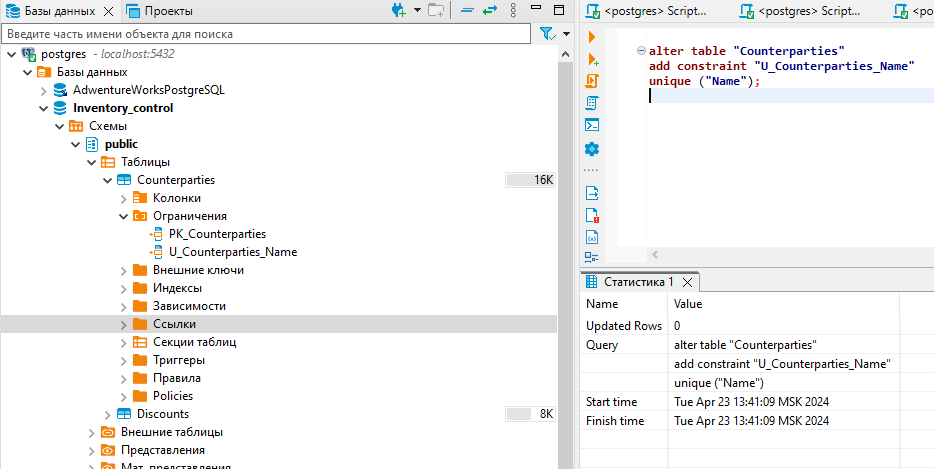 Базы данных
Проекты
Введите часть имени объекта для поиска
postgres - localhost:5432
Базы данных
AdwentureWorksPostgreSQL
Inventory_control
Схемы
public
Таблицы
Counterparties 16K
Колонки
Ограничения
PK_Counterparties
U_Counterparties_Name
Внешние ключи
Индексы
Зависимости
Ссылки
Секции таблиц
Триггеры
Правила
Policies
Discounts 8K
Внешние таблицы
Представления
Мат. представления
<postgres> Script...
<postgres> Script...
alter table "Counterparties"
add constraint "U_Counterparties_Name"
unique ("Name");
Статистика 1
Name Value
Updated Rows 0
Query alter table "Counterparties"
add constraint "U_Counterparties_Name"
unique ("Name")
Start time Tue Apr 23 13:41:09 MSK 2024
Finish time Tue Apr 23 13:41:09 MSK 2024